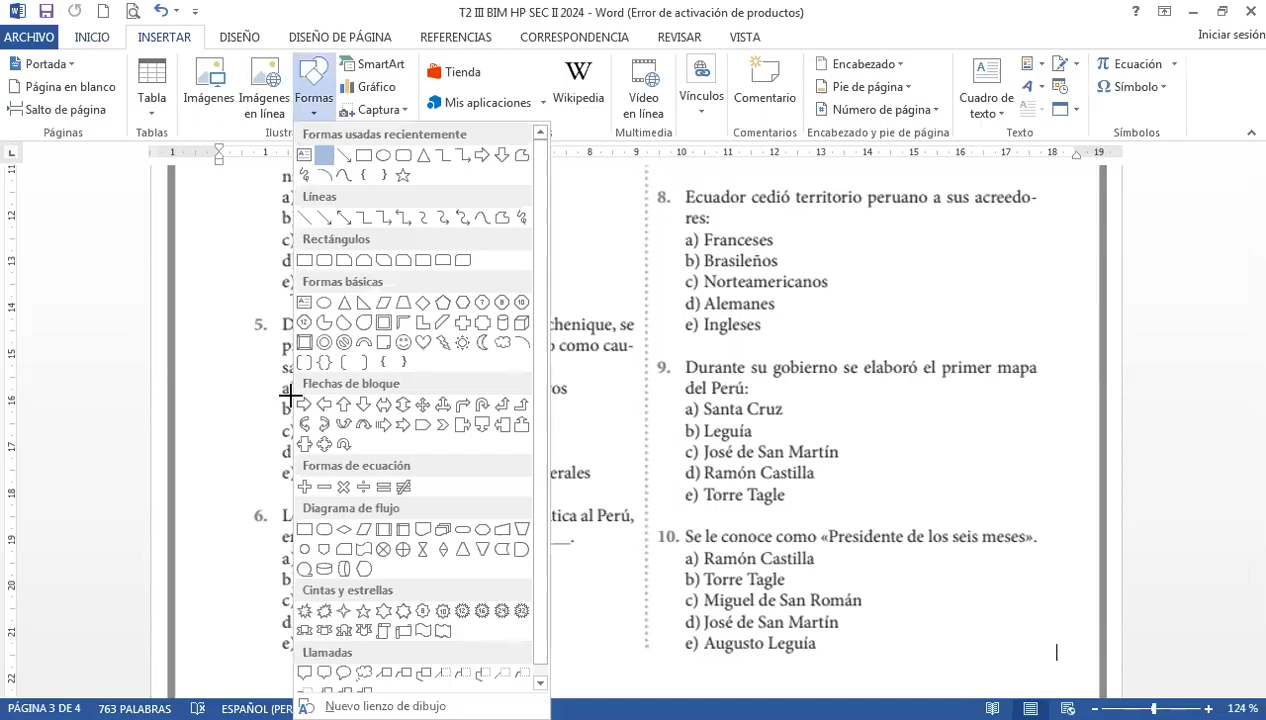 T2 III BIM HP SEC II 2024 - Word (Error de activación de productos)
ARCHIVO INICIO INSERTAR DISEÑO DISEÑO DE PÁGINA REFERENCIAS CORRESPONDENCIA REVISAR VISTA Iniciar sesión
Portada
Página en blanco
Salto de página
Páginas
Tabla
Tablas
Imágenes
Imágenes en línea
Formas
SmartArt
Gráfico
Captura
Tienda
Mis aplicaciones
Wikipedia
Vídeo en línea
Multimedia
Vínculos
Comentario
Comentarios
Encabezado
Pie de página
Número de página
Encabezado y pie de página
Cuadro de texto
Texto
Ecuación
Símbolo
Símbolos
Formas usadas recientemente
Líneas
Rectángulos
Formas básicas
Flechas de bloque
Formas de ecuación
Diagrama de flujo
Cintas y estrellas
Llamadas
Nuevo lienzo de dibujo
5.
chenique, se
o como cau-
os
erales
6.
tica al Perú,
8. Ecuador cedió territorio peruano a sus acreedo-
res:
a) Franceses
b) Brasileños
c) Norteamericanos
d) Alemanes
e) Ingleses
9. Durante su gobierno se elaboró el primer mapa
del Perú:
a) Santa Cruz
b) Leguía
c) José de San Martín
d) Ramón Castilla
e) Torre Tagle
10. Se le conoce como «Presidente de los seis meses».
a) Ramón Castilla
b) Torre Tagle
c) Miguel de San Román
d) José de San Martín
e) Augusto Leguía
PÁGINA 3 DE 4 763 PALABRAS ESPAÑOL (PER 124 %